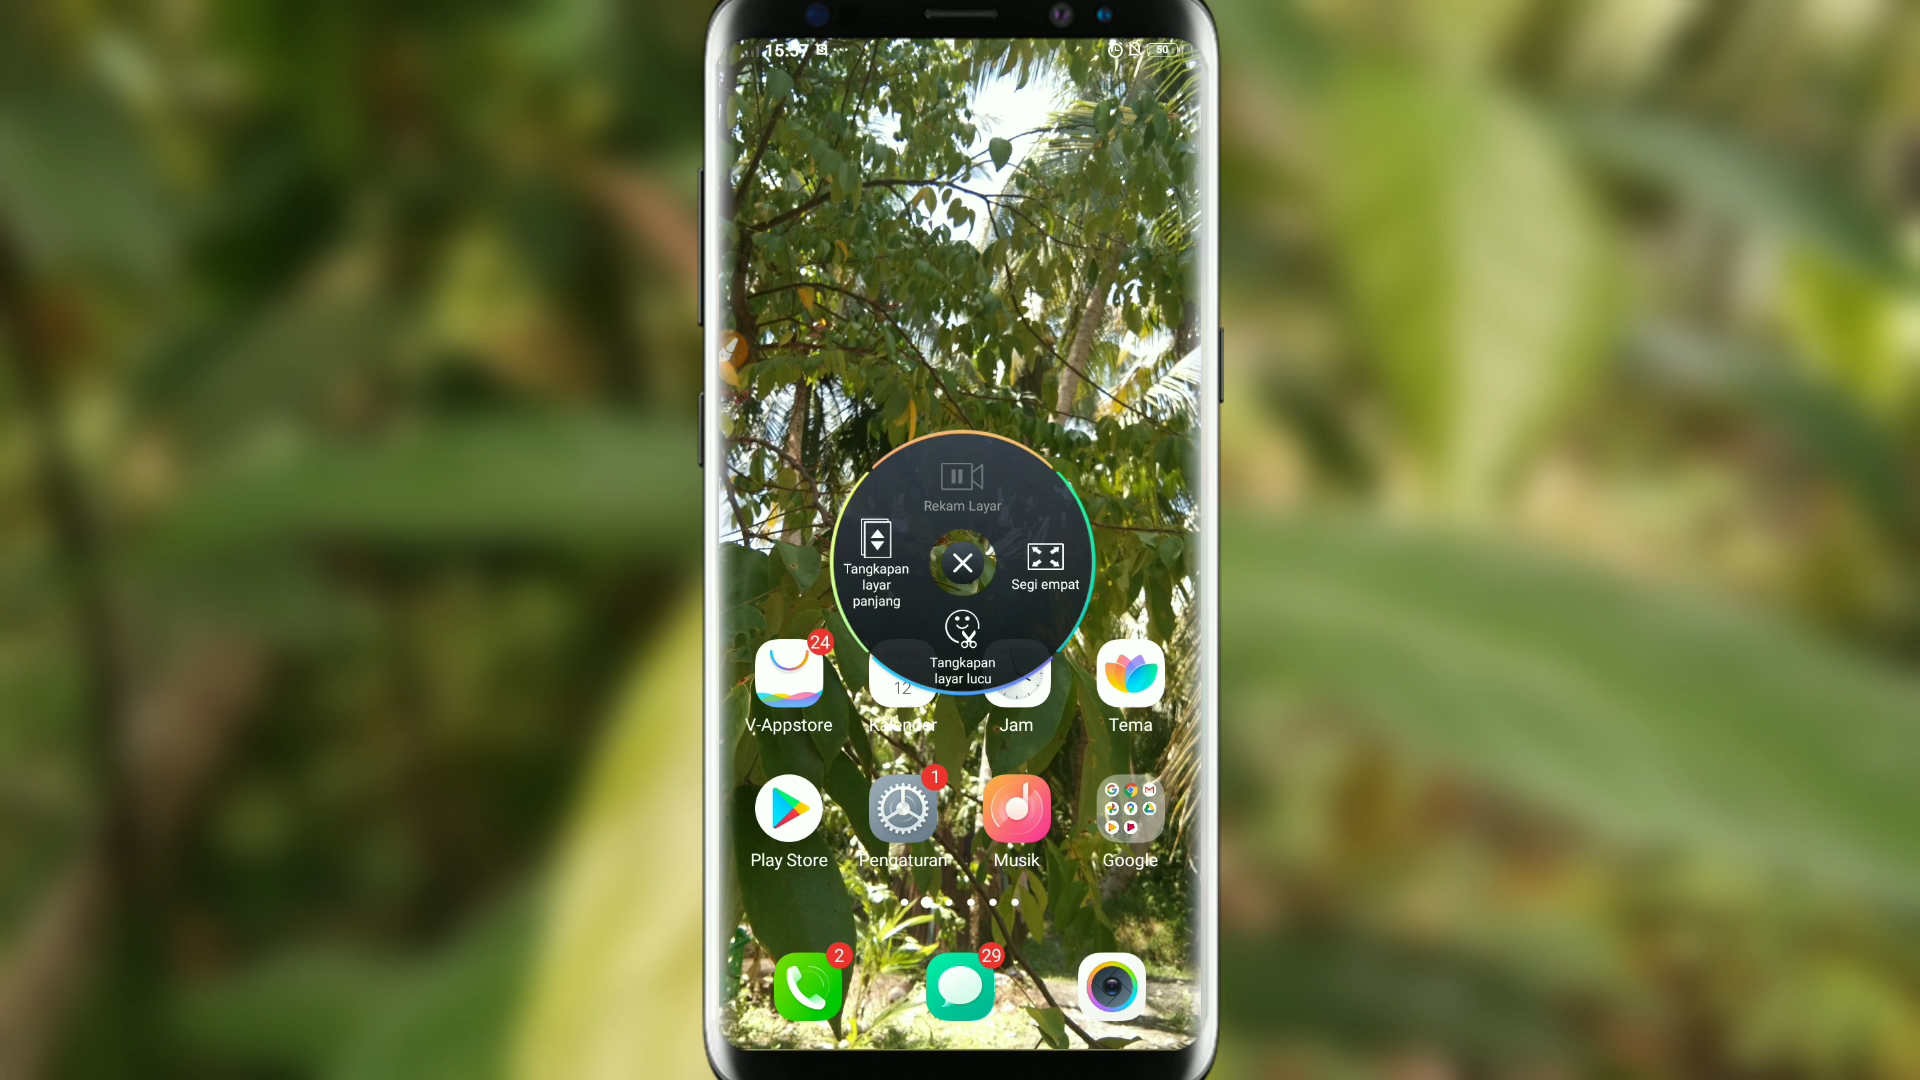 15:57
50
Rekam Layar
Tangkapan
layar
panjang
Segi empat
Tangkapan
layar lucu
24
12
V-Appstore
Kalender
Jam
Tema
1
Play Store
Pengaturan
Musik
Google
2
29